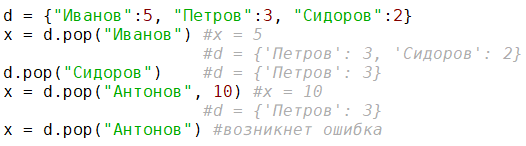 d = {"Иванов":5, "Петров":3, "Сидоров":2}
x = d.pop("Иванов") #x = 5
#d = {'Петров': 3, 'Сидоров': 2}
d.pop("Сидоров") #d = {'Петров': 3}
x = d.pop("Антонов", 10) #x = 10
#d = {'Петров': 3}
x = d.pop("Антонов") #возникнет ошибка